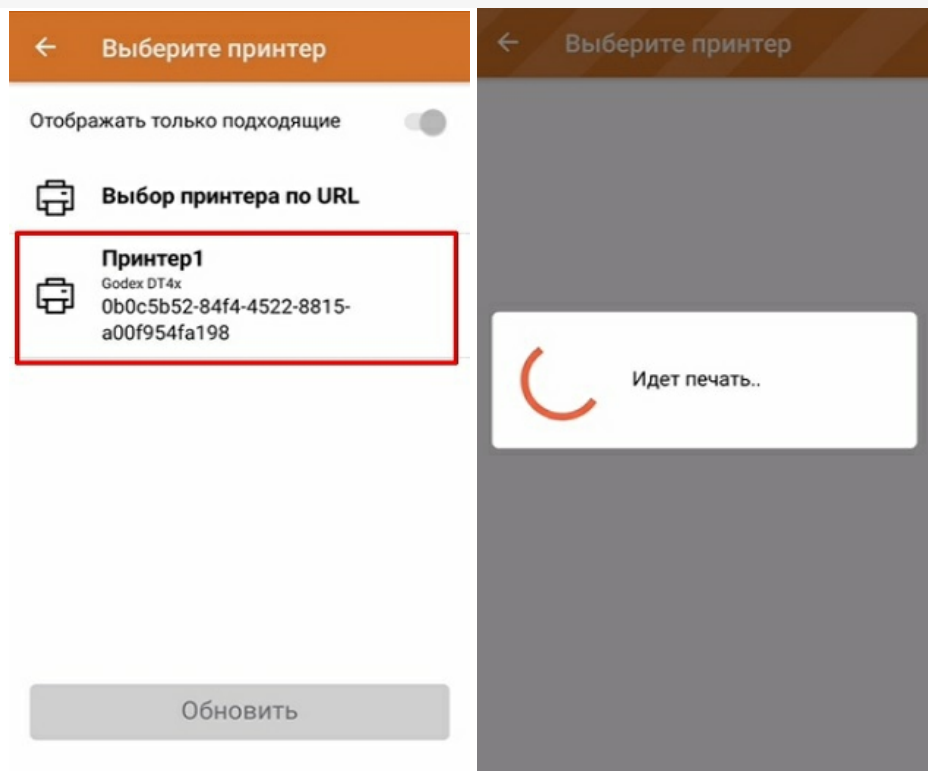 Выберите принтер
Отображать только подходящие
Выбор принтера по URL
Принтер1
Godex DT4x
0b0c5b52-84f4-4522-8815-
a00f954fa198
Обновить
Выберите принтер
Идет печать..